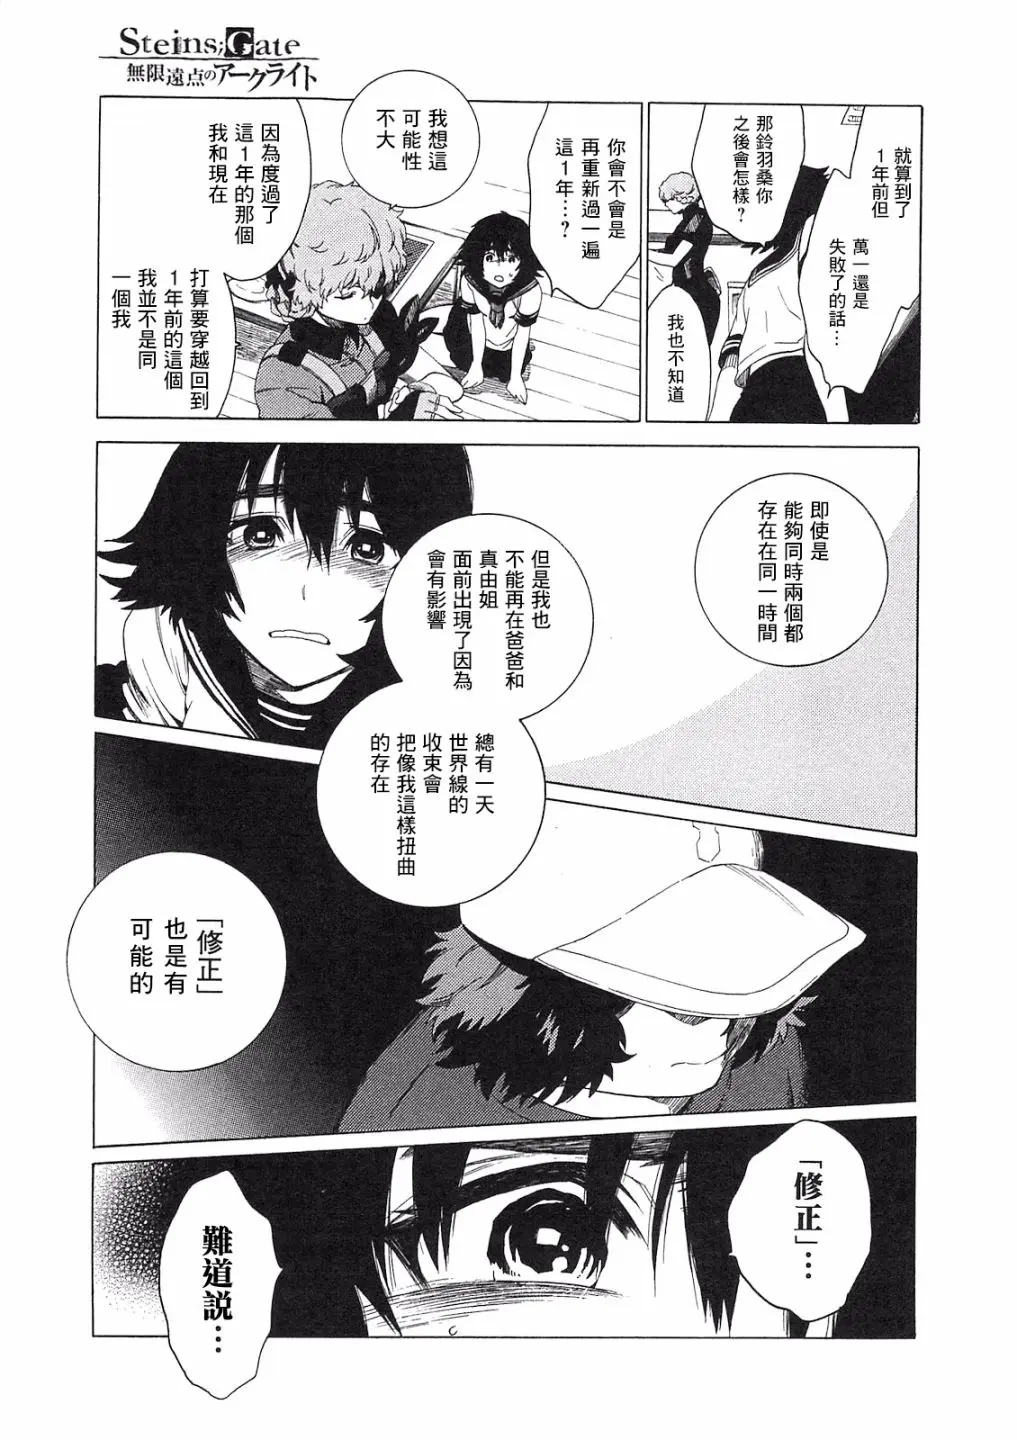 Steins;Gate
無限遠点のアークライト
就算到了
1年前但
萬一還是
失敗了的話…
那鈴羽桑你
之後會怎樣?
我也不知道
你會不會是
再重新過一遍
這1年…?
我想這
可能性
不大
因為度過了
這1年的那個
我和現在
打算要穿越回到
1年前的這個
我並不是同
一個我
即使是
能夠同時兩個都
存在在同一時間
但是我也
不能再在爸爸和
真由姐
面前出現了因為
會有影響
總有一天
世界線的
收束會
把像我這樣扭曲
的存在
「修正」
也是有
可能的
「修正」…
難道説…